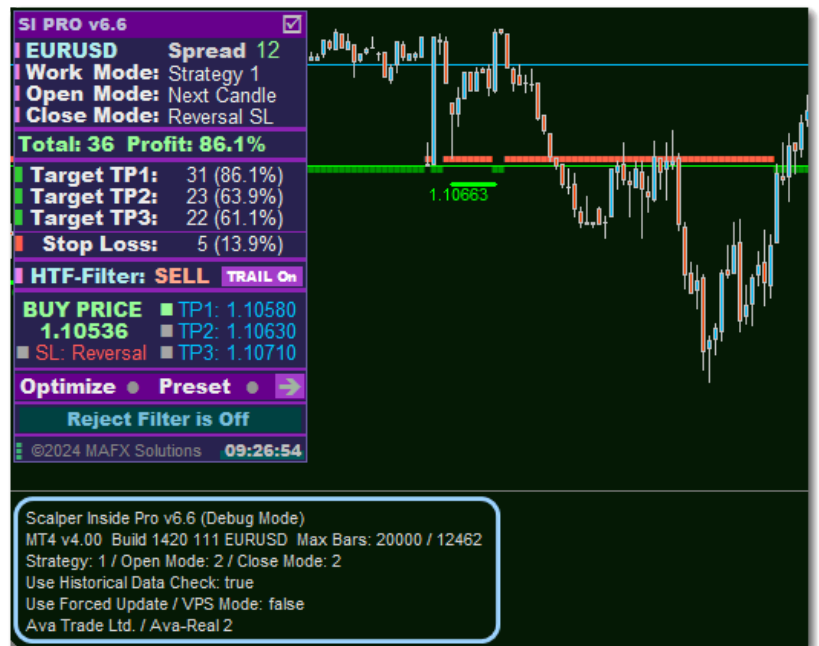 SI PRO v6.6
EURUSD Spread 12
Work Mode: Strategy 1
Open Mode: Next Candle
Close Mode: Reversal SL
Total: 36 Profit: 86.1%
Target TP1: 31 (86.1%)
Target TP2: 23 (63.9%)
Target TP3: 22 (61.1%)
Stop Loss: 5 (13.9%)
HTF-Filter: SELL TRAIL On
BUY PRICE TP1: 1.10580
1.10536 TP2: 1.10630
SL: Reversal TP3: 1.10710
Optimize Preset
Reject Filter is Off
©2024 MAFX Solutions 09:26:54
1.10663
Scalper Inside Pro v6.6 (Debug Mode)
MT4 v4.00 Build 1420 111 EURUSD Max Bars: 20000 / 12462
Strategy: 1 / Open Mode: 2 / Close Mode: 2
Use Historical Data Check: true
Use Forced Update / VPS Mode: false
Ava Trade Ltd. / Ava-Real 2